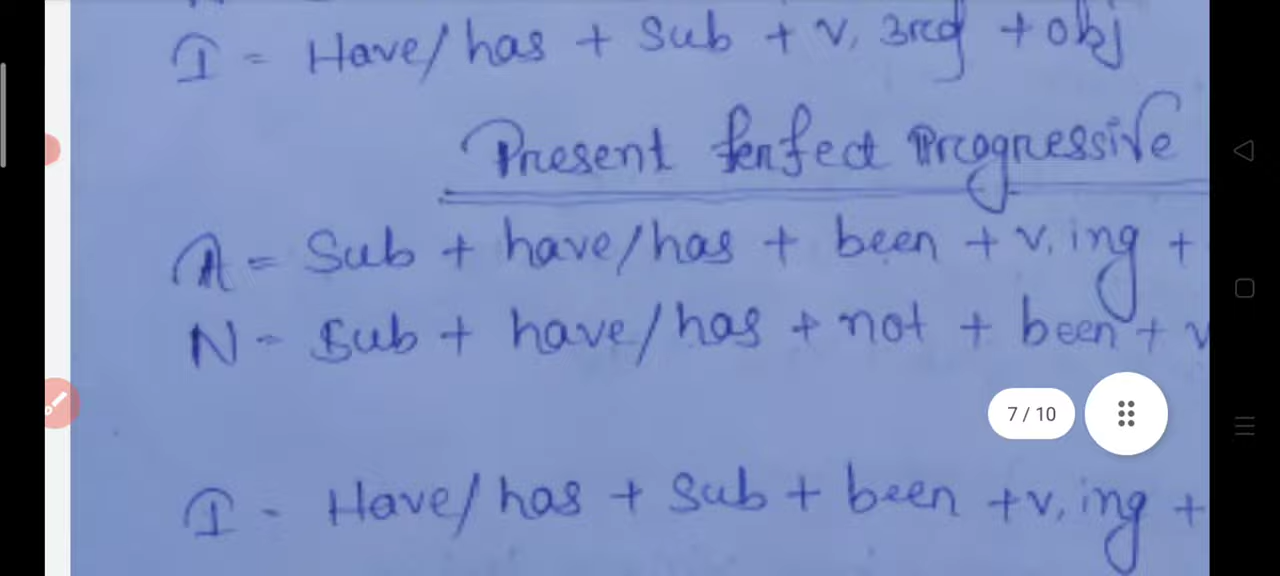 I = Have/has + Sub + v. 3rd + obj
Present Perfect Progressive
A = Sub + have/has + been + v. ing +
N - Sub + have/has + not + been + v
7 / 10
I - Have/has + Sub + been + v. ing +